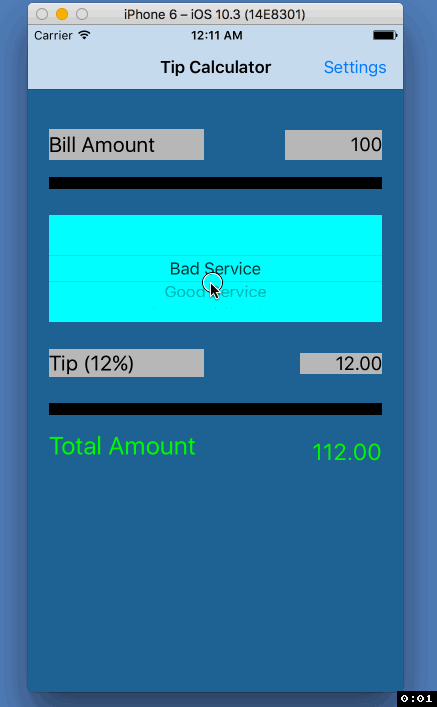 iPhone 6 – iOS 10.3 (14E8301)
Carrier 12:11 AM
Tip Calculator Settings
Bill Amount 100
Bad Service
Good Service
Tip (12%) 12.00
Total Amount 112.00
0:01